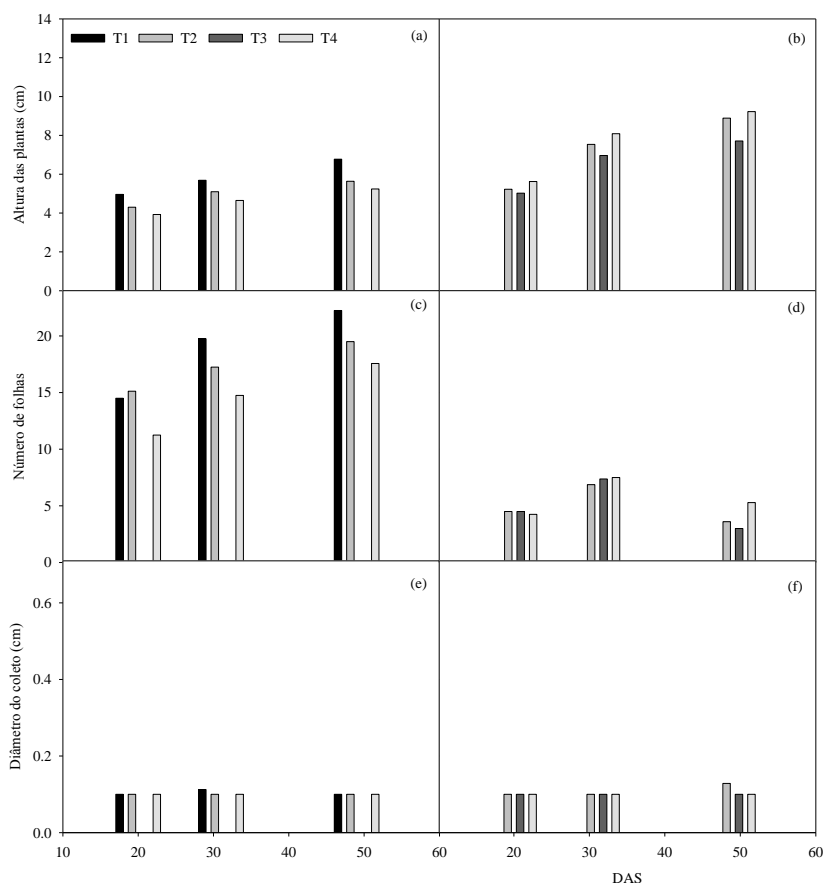 14
T1 T2 T3 T4 (a) (b)
12
10
8
6
4
2
0
Altura das plantas (cm)
(c) (d)
20
15
10
5
0
Número de folhas
(e) (f)
0.6
0.4
0.2
0.0
Diâmetro do coleto (cm)
10 20 30 40 50 60 20 30 40 50 60
DAS